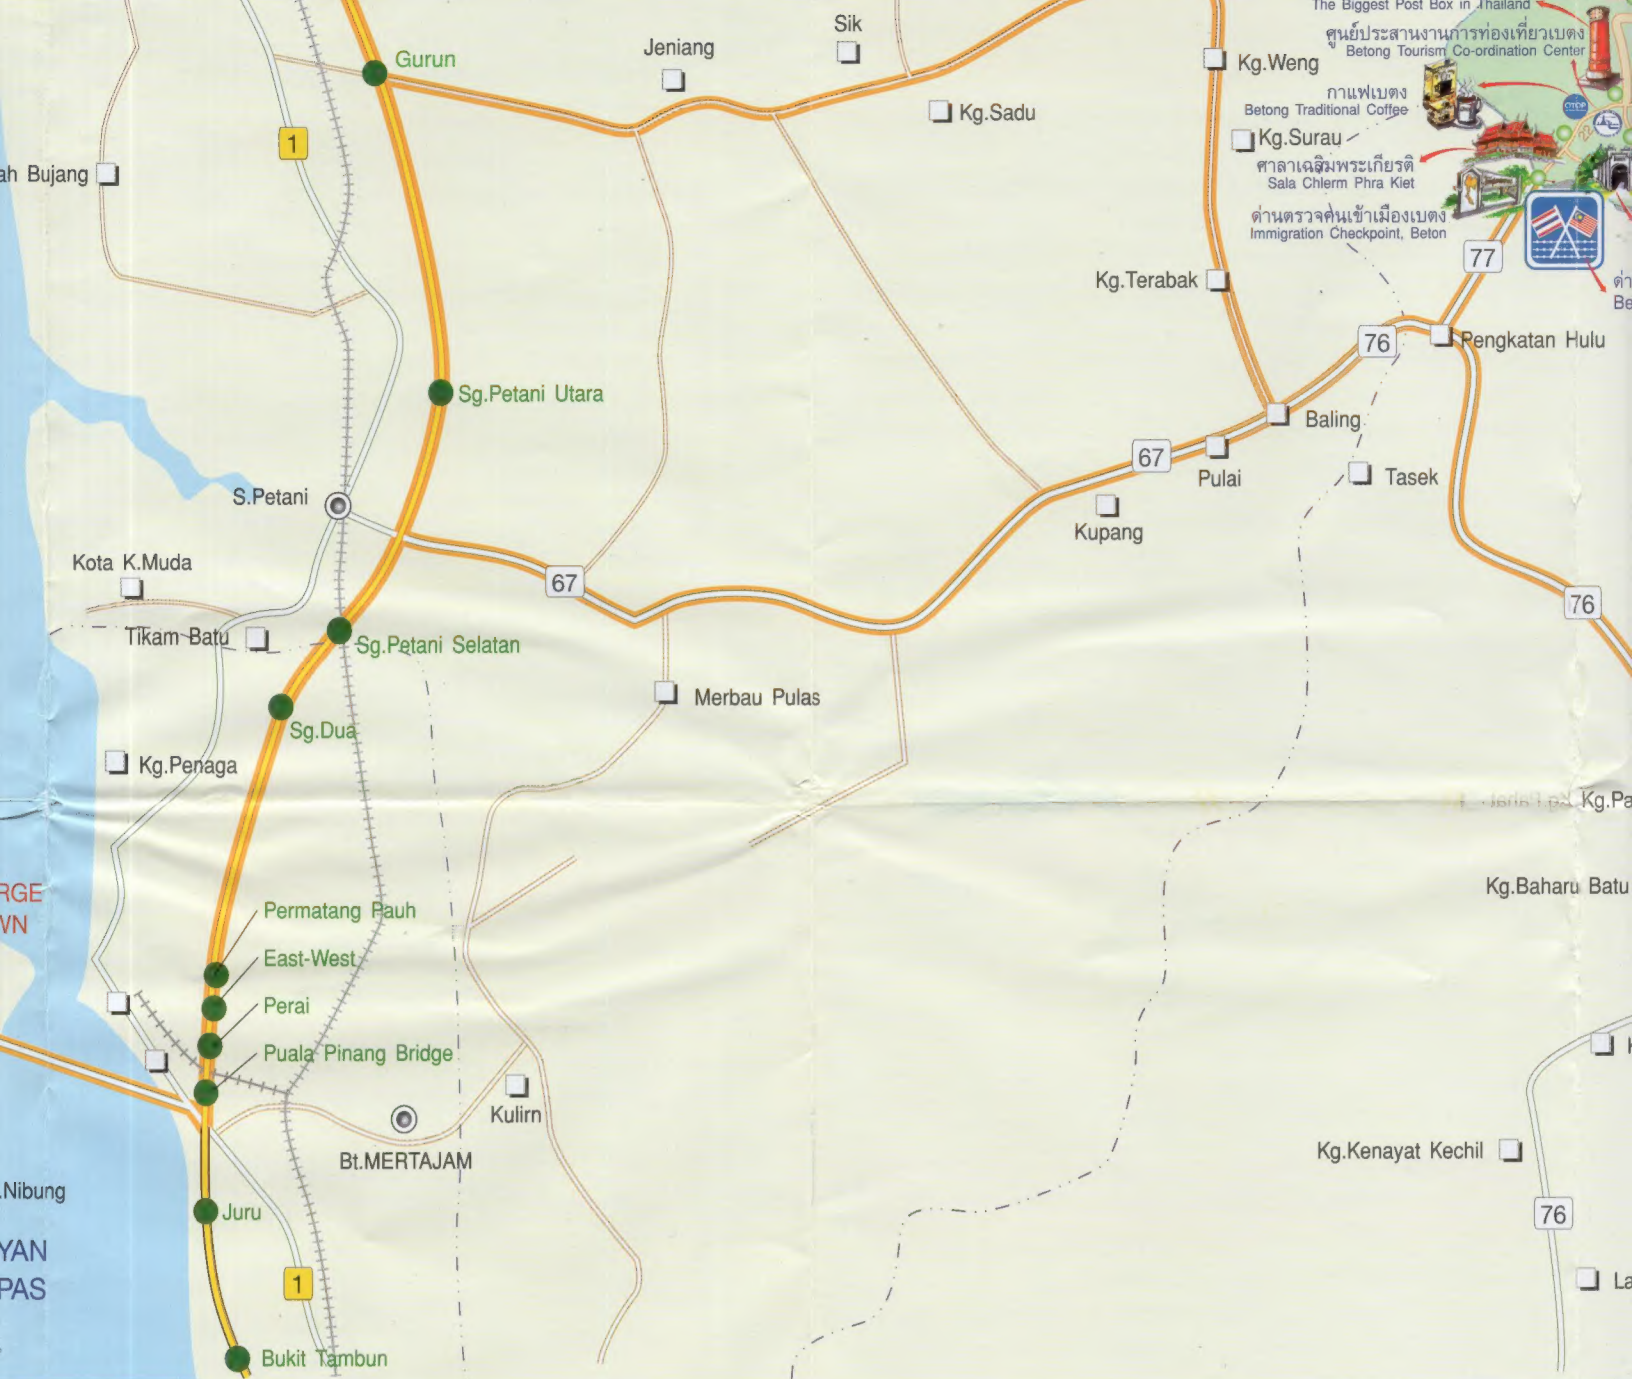 The Biggest Post Box in Thailand
ศูนย์ประสานงานการท่องเที่ยวเบตง
Betong Tourism Co-ordination Center
Sik
Jeniang
Gurun
Kg.Weng
กาแฟเบตง
Betong Traditional Coffee
OTOP
Kg.Sadu
1
Kg.Surau
ศาลาเฉลิมพระเกียรติ
Sala Chlerm Phra Kiet
ah Bujang
ด่านตรวจคนเข้าเมืองเบตง
Immigration Checkpoint, Beton
77
Kg.Terabak
ด่า
Be
76
Pengkatan Hulu
Sg.Petani Utara
Baling
67
Pulai
Tasek
S.Petani
Kupang
Kota K.Muda
67
76
Tikam Batu
Sg.Petani Selatan
Merbau Pulas
Sg.Dua
Kg.Penaga
Kg.Pa
RGE
WN
Kg.Baharu Batu
Permatang Pauh
East-West
Perai
Puala Pinang Bridge
Kulirn
Bt.MERTAJAM
Kg.Kenayat Kechil
.Nibung
Juru
76
YAN
PAS
1
La
Bukit Tambun